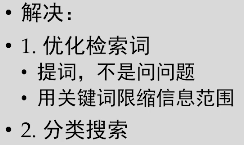 • 解决：
• 1. 优化检索词
• 提词，不是问问题
• 用关键词限缩信息范围
• 2. 分类搜索